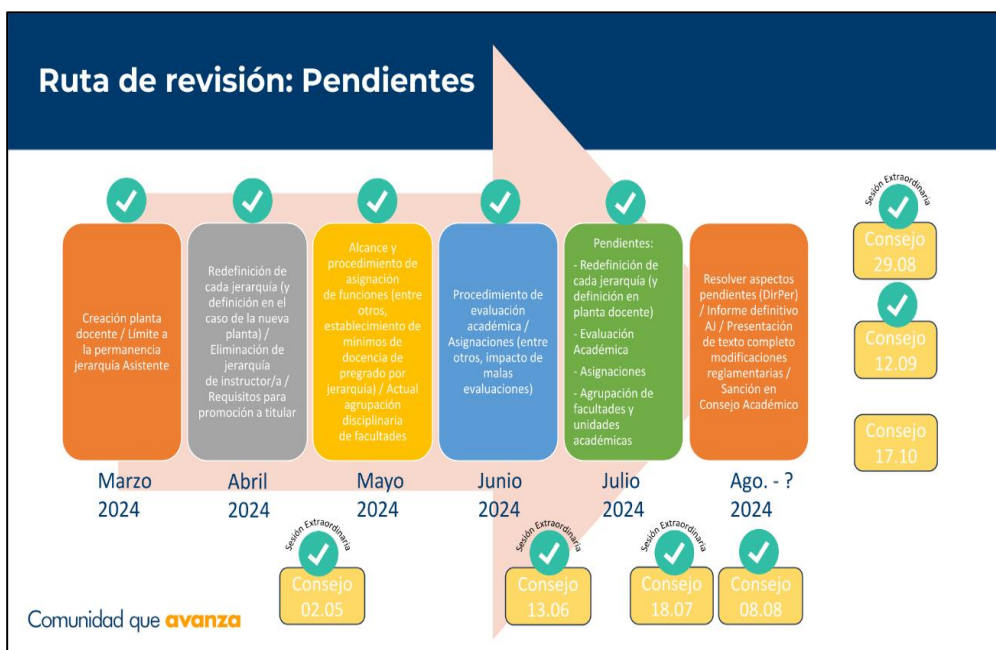 Ruta de revisión: Pendientes
Creación planta
docente / Límite a
la permanencia
jerarquía Asistente
Marzo
2024
Redefinición de
cada jerarquía (y
definición en el
caso de la nueva
planta) /
Eliminación de
jerarquía
de instructor/a /
Requisitos para
promoción a titular
Abril
2024
Alcance y
procedimiento de
asignación
de funciones (entre
otros,
establecimiento de
mínimos de
docencia de
pregrado por
jerarquía) / Actual
agrupación
disciplinaria
de facultades
Mayo
2024
Procedimiento de
evaluación
académica /
Asignaciones (entre
otros, impacto de
malas
evaluaciones)
Junio
2024
Pendientes:
- Redefinición de
cada jerarquía (y
definición en
planta docente)
- Evaluación
Académica
- Asignaciones
- Agrupación de
facultades y
unidades
académicas
Julio
2024
Resolver aspectos
pendientes (DirPer)
/ Informe definitivo
AJ / Presentación
de texto completo
modificaciones
reglamentarias /
Sanción en
Consejo Académico
Ago. - ?
2024
Sesión Extraordinaria
Consejo
29.08
Consejo
12.09
Consejo
17.10
Sesión Extraordinaria
Consejo
02.05
Sesión Extraordinaria
Consejo
13.06
Sesión Extraordinaria
Consejo
18.07
Consejo
08.08
Comunidad que avanza